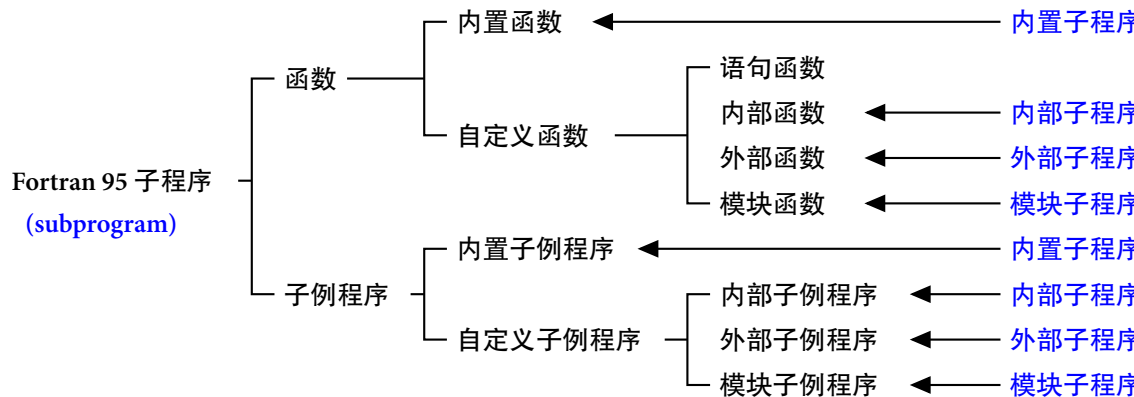 内置函数 内置子程序
函数
语句函数
内部函数 内部子程序
自定义函数
外部函数 外部子程序
Fortran 95 子程序
模块函数 模块子程序
(subprogram)
内置子例程序 内置子程序
子例程序
内部子例程序 内部子程序
自定义子例程序 外部子例程序 外部子程序
模块子例程序 模块子程序